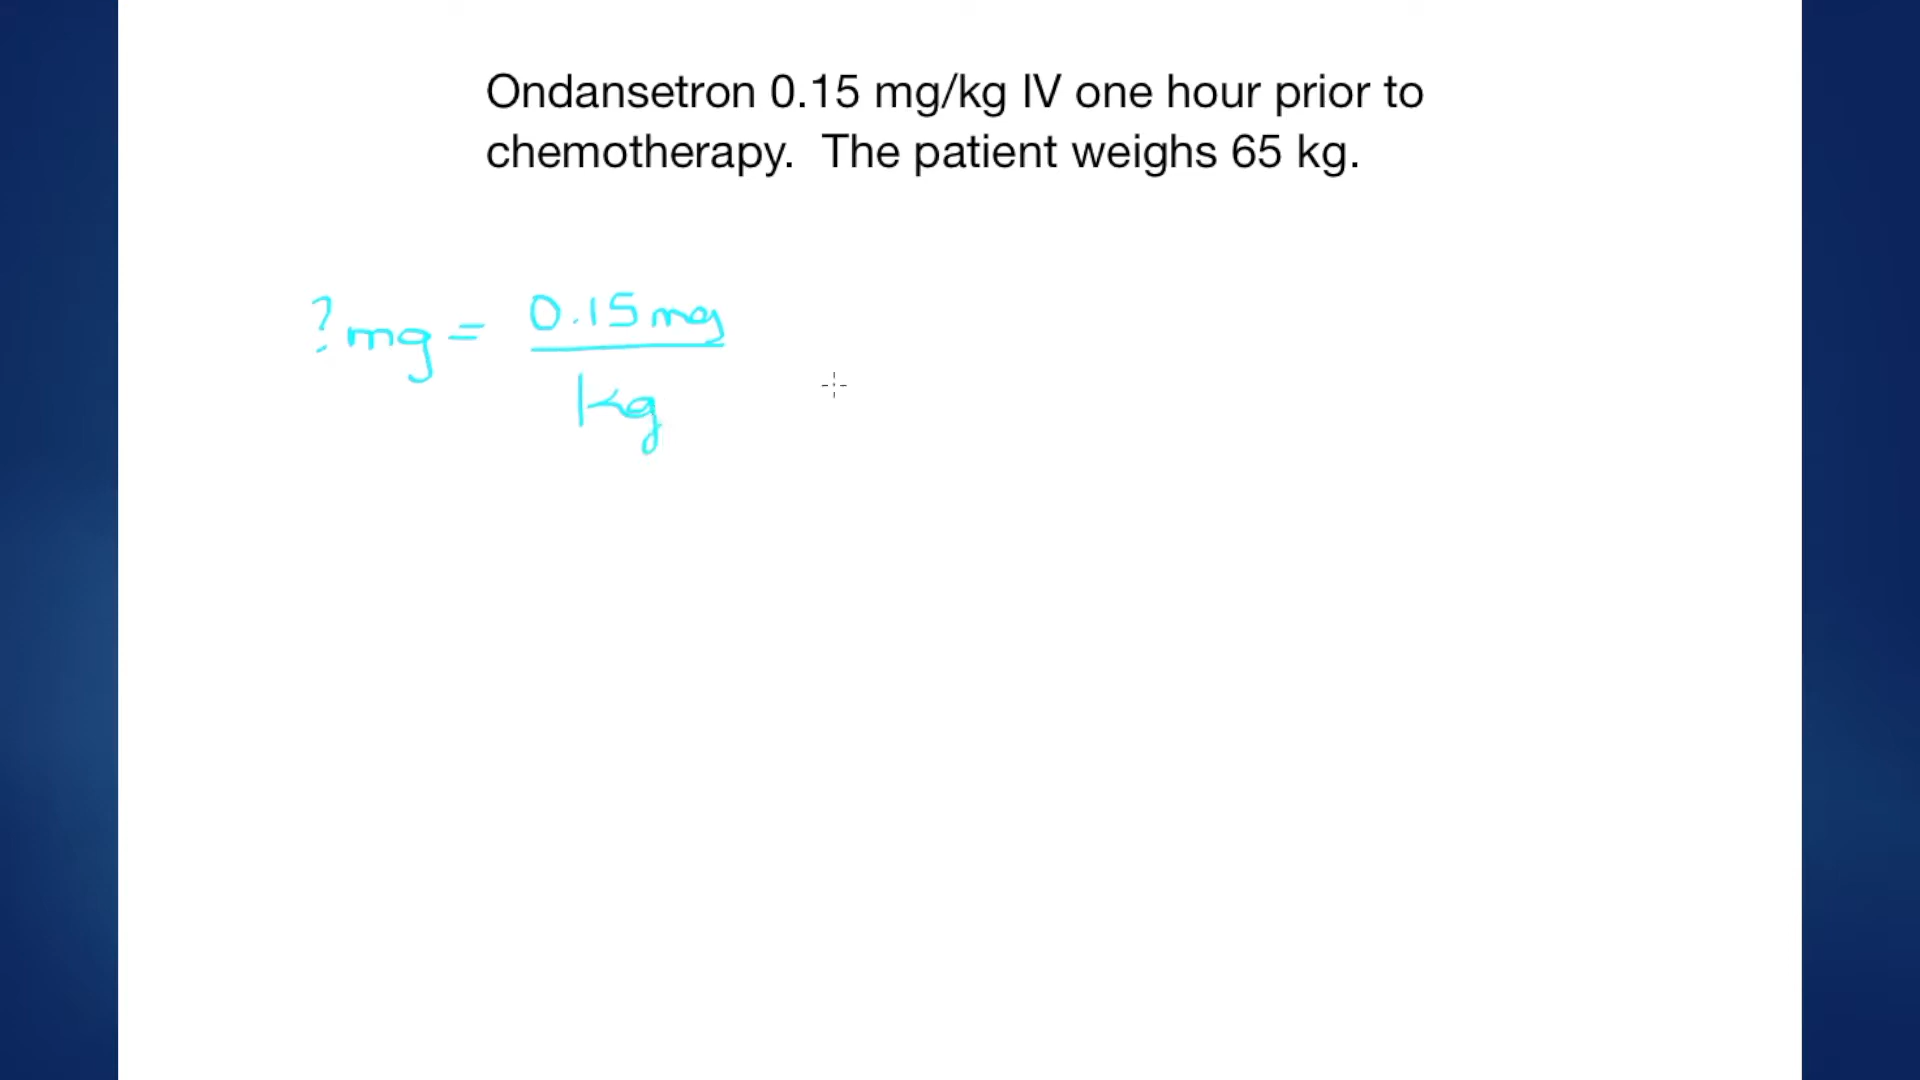 Ondansetron 0.15 mg/kg IV one hour prior to
chemotherapy. The patient weighs 65 kg.
? mg = 0.15 mg
kg